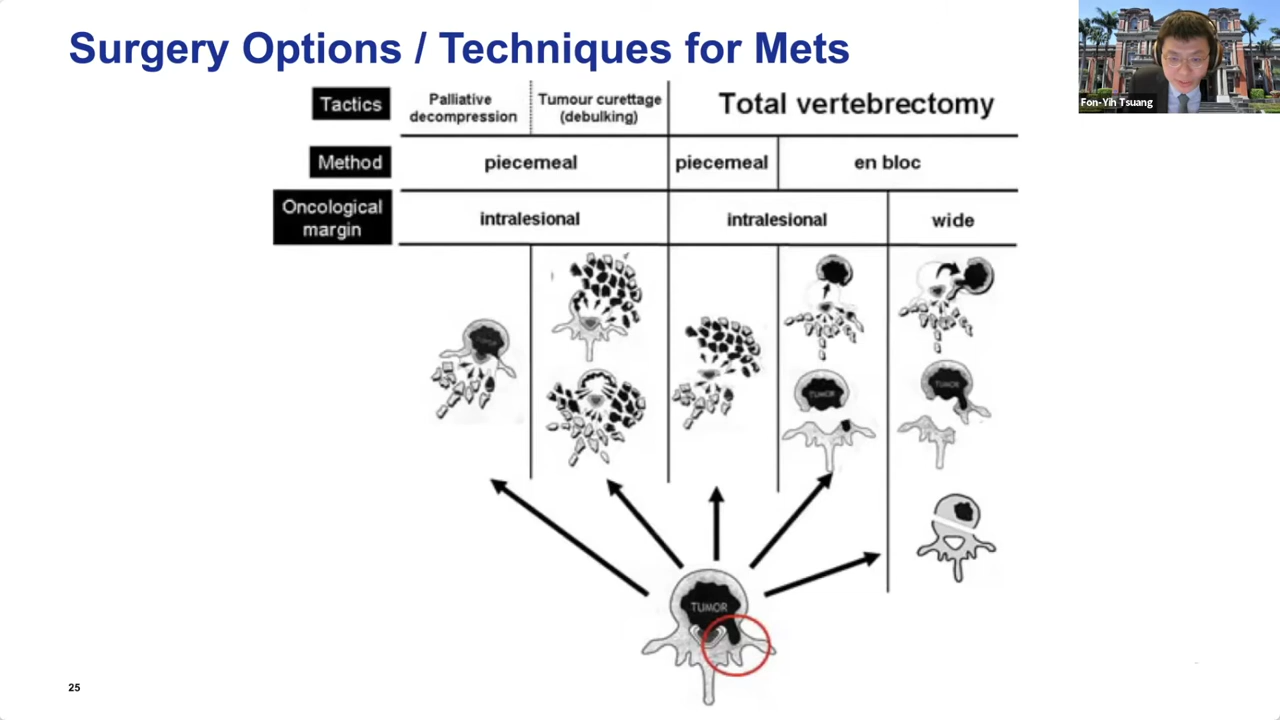 Surgery Options / Techniques for Mets
Fon-Yih Tsuang
Tactics
Palliative
decompression
Tumour curettage
(debulking)
Total vertebrectomy
Method
piecemeal
piecemeal
en bloc
Oncological
margin
intralesional
intralesional
wide
TUMOR
TUMOR
TUMOR
25